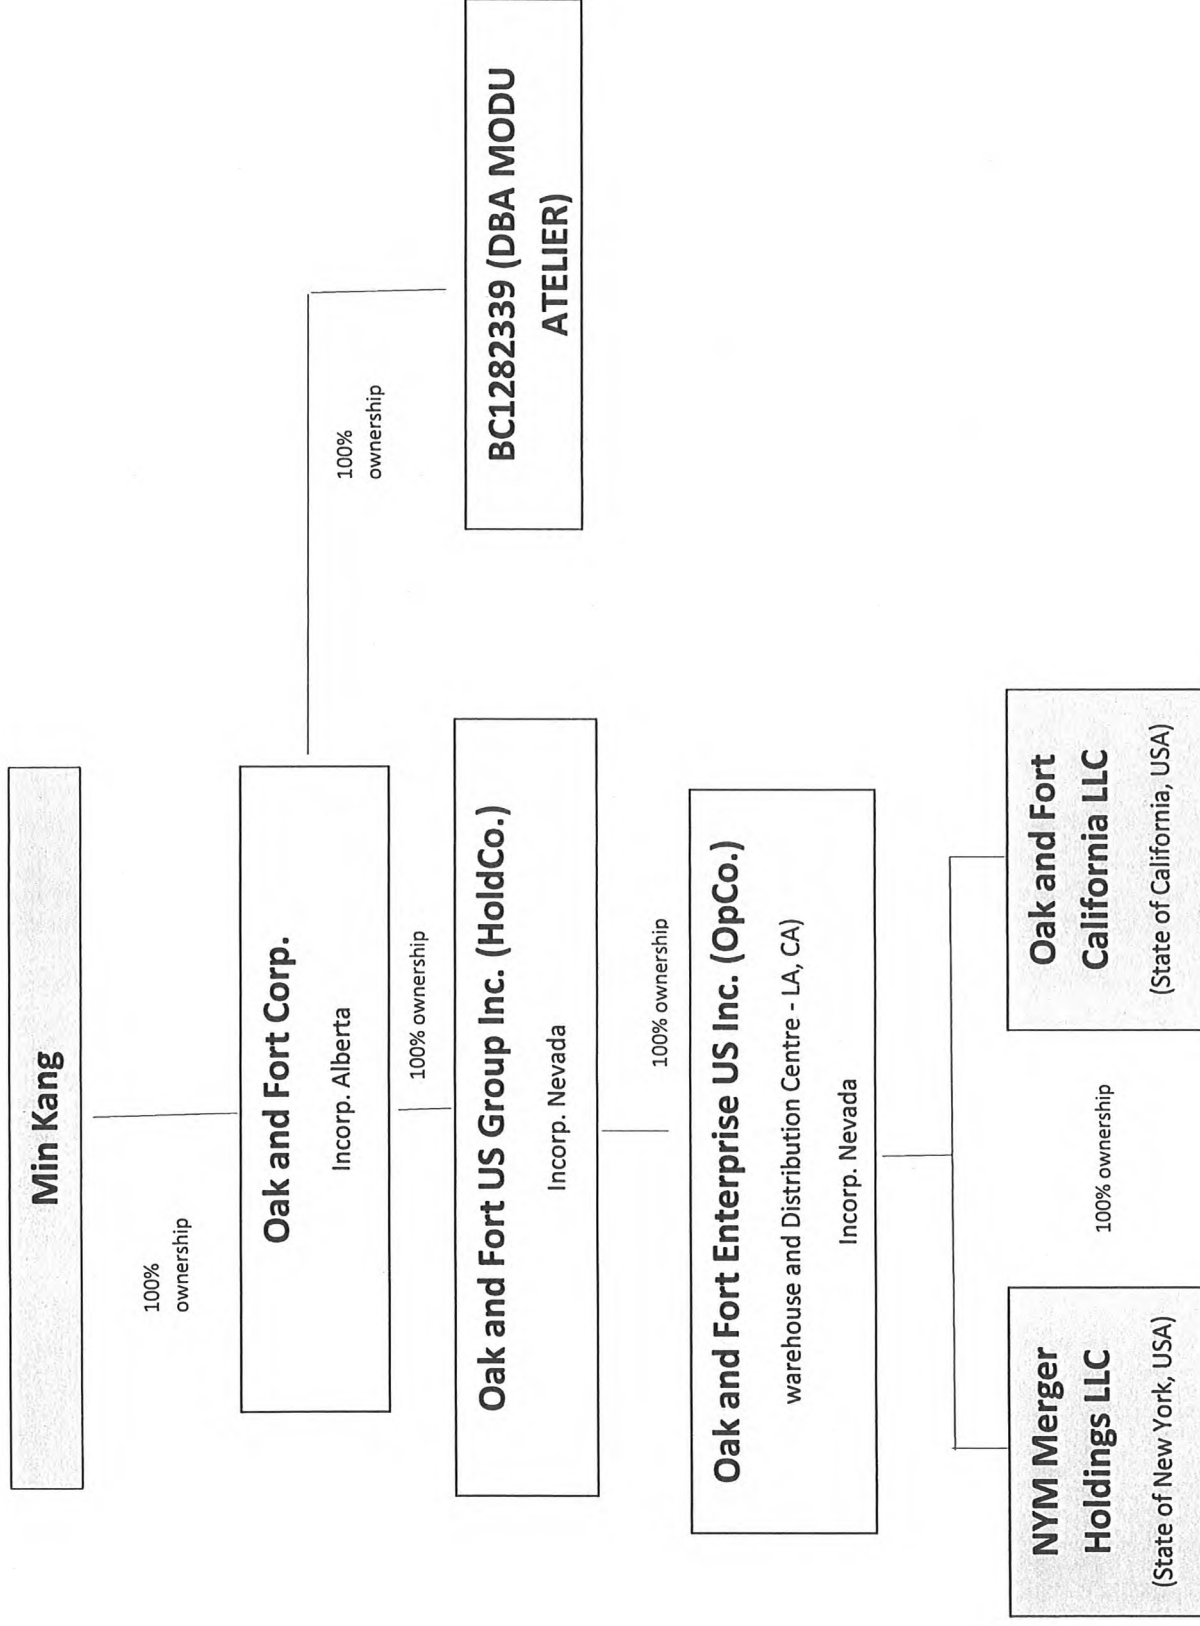 Min Kang
100%
ownership
Oak and Fort Corp.
Incorp. Alberta
100%
ownership
100% ownership
Oak and Fort US Group Inc. (HoldCo.)
Incorp. Nevada
BC1282339 (DBA MODU
ATELIER)
100% ownership
Oak and Fort Enterprise US Inc. (OpCo.)
warehouse and Distribution Centre - LA, CA)
Incorp. Nevada
NYM Merger
Holdings LLC
(State of New York, USA)
100% ownership
Oak and Fort
California LLC
(State of California, USA)